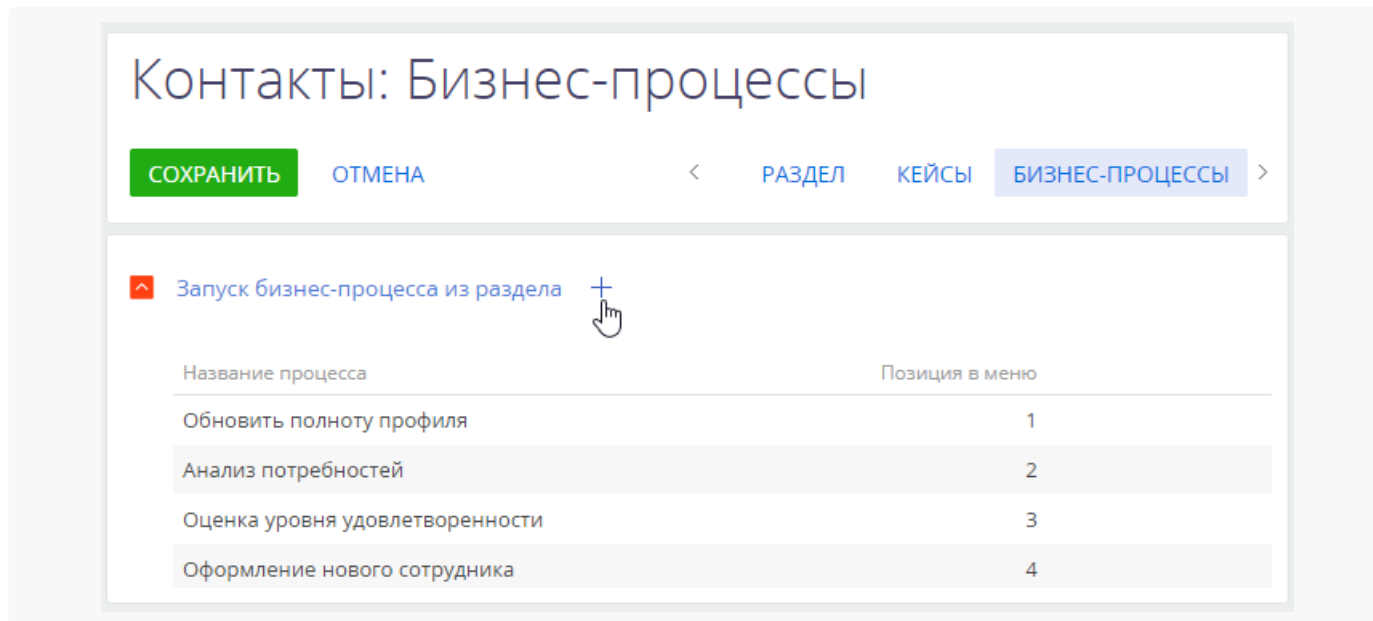 Контакты: Бизнес-процессы
СОХРАНИТЬ ОТМЕНА РАЗДЕЛ КЕЙСЫ БИЗНЕС-ПРОЦЕССЫ
Запуск бизнес-процесса из раздела
Название процесса Позиция в меню
Обновить полноту профиля 1
Анализ потребностей 2
Оценка уровня удовлетворенности 3
Оформление нового сотрудника 4